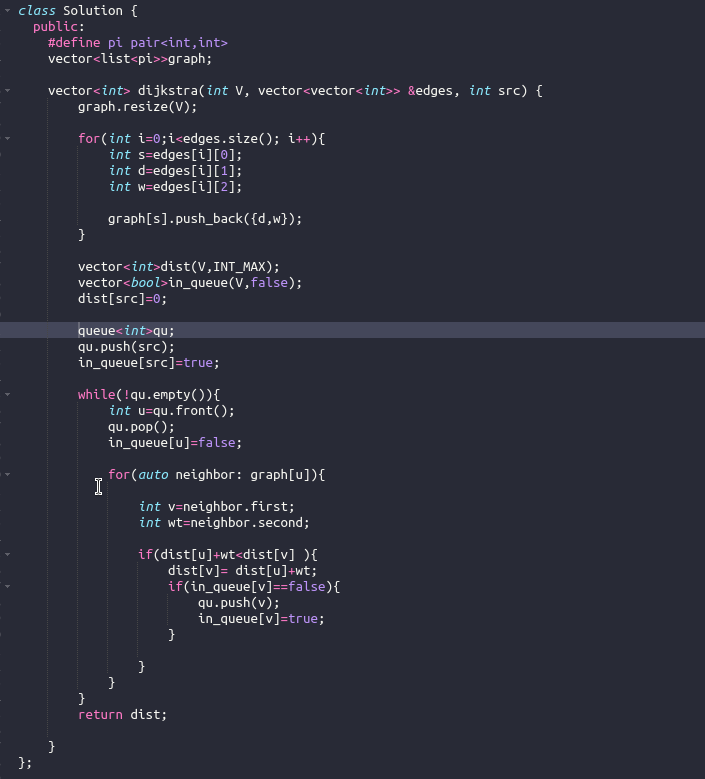 class Solution {
  public:
    #define pi pair<int,int>
    vector<list<pi>>graph;
    vector<int> dijkstra(int V, vector<vector<int>> &edges, int src) {
        graph.resize(V);
        for(int i=0;i<edges.size(); i++){
            int s=edges[i][0];
            int d=edges[i][1];
            int w=edges[i][2];
            graph[s].push_back({d,w});
        }
        vector<int>dist(V,INT_MAX);
        vector<bool>in_queue(V,false);
        dist[src]=0;
        queue<int>qu;
        qu.push(src);
        in_queue[src]=true;
        while(!qu.empty()){
            int u=qu.front();
            qu.pop();
            in_queue[u]=false;
            for(auto neighbor: graph[u]){
                int v=neighbor.first;
                int wt=neighbor.second;
                if(dist[u]+wt<dist[v] ){
                    dist[v]= dist[u]+wt;
                    if(in_queue[v]==false){
                        qu.push(v);
                        in_queue[v]=true;
                    }
                }
            }
        }
        return dist;
    }
};